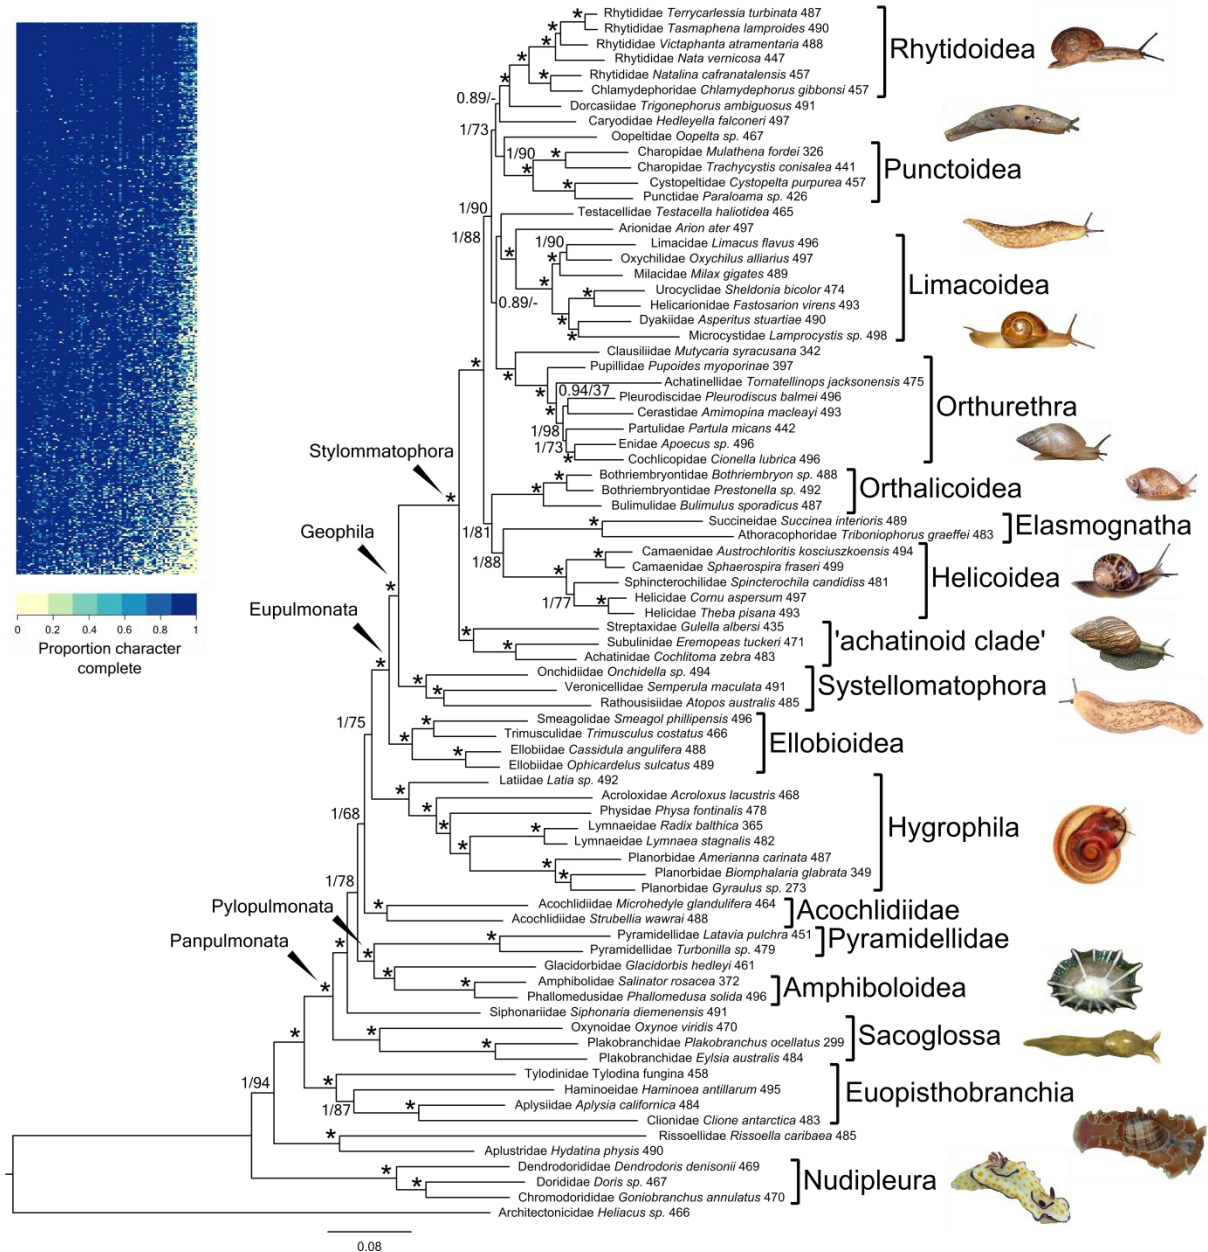 Rhytididae Terrycarlessia turbinata 487
Rhytididae Tasmaphena lamproides 490
Rhytididae Victaphanta atramentaria 488
Rhytididae Nata vernicosa 447
Rhytididae Natalina cafranatalensis 457
Chlamydephoridae Chlamydephorus gibbonsi 457
Rhytidoidea
0.89/-
Dorcasiidae Trigonephorus ambiguosus 491
Caryodidae Hedleyella falconeri 497
1/73
Oopeltidae Oopelta sp. 467
1/90
Charopidae Mulathena fordei 326
Charopidae Trachycystis conisalea 441
Cystopeltidae Cystopelta purpurea 457
Punctidae Paraloama sp. 426
Punctoidea
1/90
1/88
Testacellidae Testacella haliotidea 465
Arionidae Arion ater 497
1/90
Limacidae Limacus flavus 496
Oxychilidae Oxychilus alliarius 497
Milacidae Milax gigates 489
Urocyclidae Sheldonia bicolor 474
Helicarionidae Fastosarion virens 493
Dyakiidae Asperitus stuartiae 490
Microcystidae Lamprocystis sp. 498
Limacoidea
0.89/-
Clausiliidae Mutycaria syracusana 342
Pupillidae Pupoides myoporinae 397
Achatinellidae Tornatellinops jacksonensis 475
0.94/37
Pleurodiscidae Pleurodiscus balmei 496
Cerastidae Amimopina macleayi 493
Partulidae Partula micans 442
1/98
Enidae Apoecus sp. 496
1/73
Cochlicopidae Cionella lubrica 496
Orthurethra
Stylommatophora
Bothriembryontidae Bothriembryon sp. 488
Bothriembryontidae Prestonella sp. 492
Bulimulidae Bulimulus sporadicus 487
Orthalicoidea
1/81
Succineidae Succinea interioris 489
Athoracophoridae Triboniophorus graeffei 483
Elasmognatha
1/88
Camaenidae Austrochloritis kosciuszkoensis 494
Camaenidae Sphaerospira fraseri 499
Sphincterochilidae Spincterochila candidiss 481
1/77
Helicidae Cornu aspersum 497
Helicidae Theba pisana 493
Helicoidea
Geophila
Eupulmonata
Streptaxidae Gulella albersi 435
Subulinidae Eremopeas tuckeri 471
Achatinidae Cochlitoma zebra 483
'achatinoid clade'
Onchidiidae Onchidella sp. 494
Veronicellidae Semperula maculata 491
Rathousisiidae Atopos australis 485
Systellomatophora
1/75
Smeagolidae Smeagol phillipensis 496
Trimusculidae Trimusculus costatus 466
Ellobiidae Cassidula angulifera 488
Ellobiidae Ophicardelus sulcatus 489
Ellobioidea
Latiidae Latia sp. 492
Acroloxidae Acroloxus lacustris 468
Physidae Physa fontinalis 478
1/68
Lymnaeidae Radix balthica 365
Lymnaeidae Lymnaea stagnalis 482
Planorbidae Amerianna carinata 487
Planorbidae Biomphalaria glabrata 349
Planorbidae Gyraulus sp. 273
Hygrophila
1/78
Pylopulmonata
Panpulmonata
Acochlidiidae Microhedyle glandulifera 464
Acochlidiidae Strubellia wawrai 488
Acochlidiidae
Pyramidellidae Latavia pulchra 451
Pyramidellidae Turbonilla sp. 479
Pyramidellidae
Glacidorbidae Glacidorbis hedleyi 461
Amphibolidae Salinator rosacea 372
Phallomedusidae Phallomedusa solida 496
Amphiboloidea
Siphonariidae Siphonaria diemenensis 491
Oxynoidae Oxynoe viridis 470
Plakobranchidae Plakobranchus ocellatus 299
Plakobranchidae Eylsia australis 484
Sacoglossa
1/94
Tylodinidae Tylodina fungina 458
Haminoeidae Haminoea antillarum 495
1/87
Aplysiidae Aplysia californica 484
Clionidae Clione antarctica 483
Euopisthobranchia
Rissoellidae Rissoella caribaea 485
Aplustridae Hydatina physis 490
Dendrodorididae Dendrodoris denisonii 469
Dorididae Doris sp. 467
Chromodorididae Goniobranchus annulatus 470
Nudipleura
Architectonicidae Heliacus sp. 466
0.08
0 0.2 0.4 0.6 0.8 1
Proportion character
complete